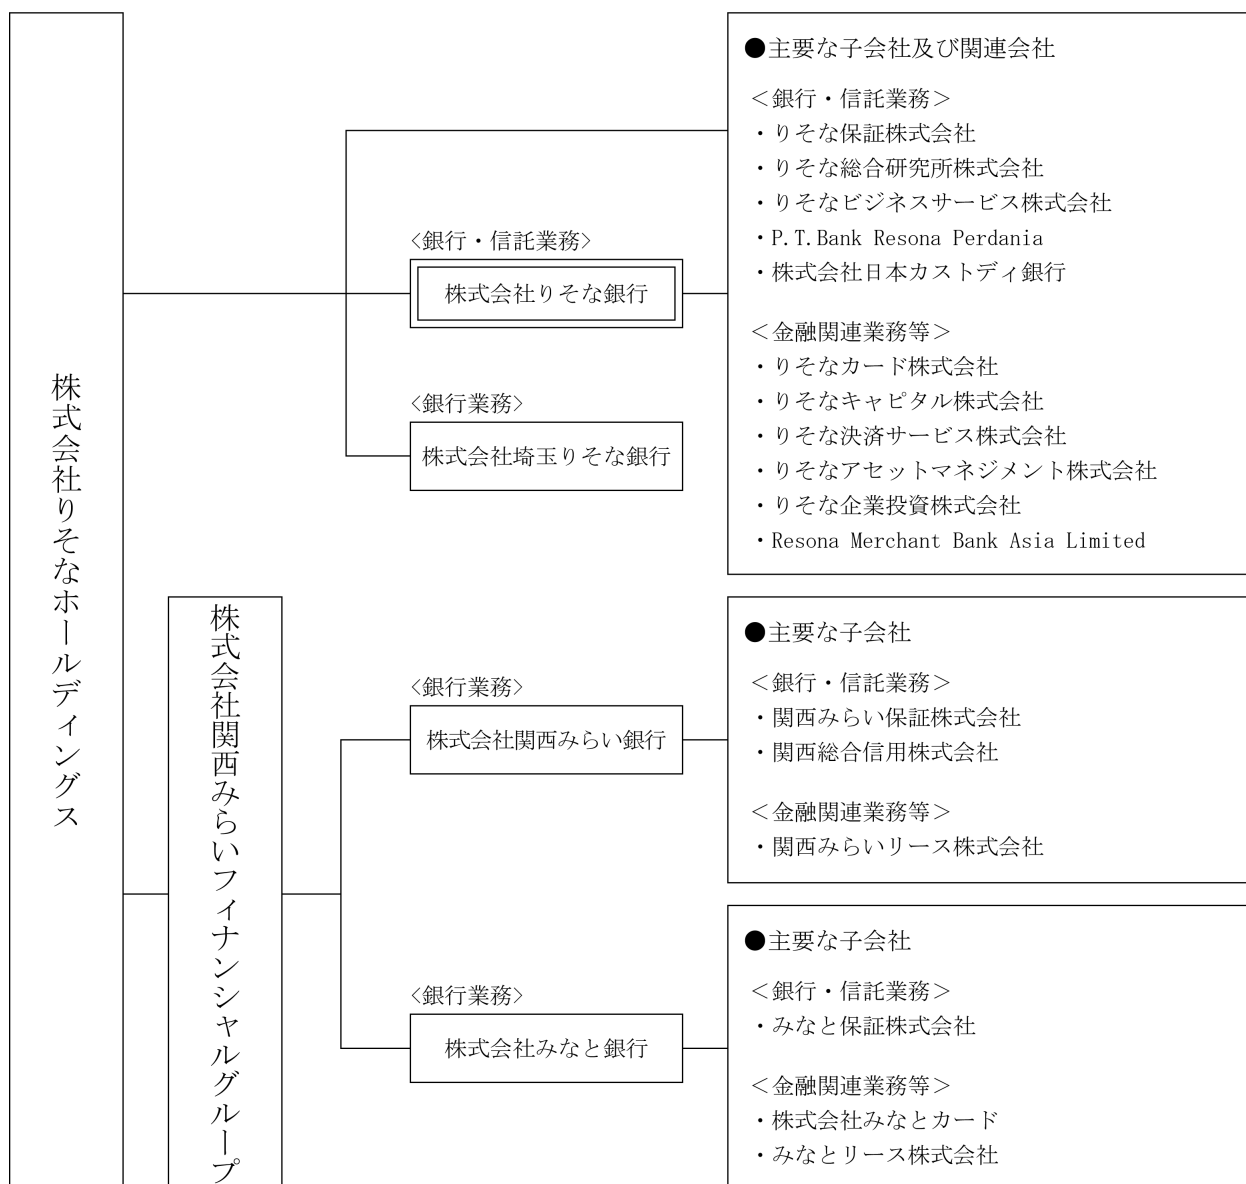 株式会社りそなホールディングス
<銀行・信託業務>
株式会社りそな銀行
<銀行業務>
株式会社埼玉りそな銀行
●主要な子会社及び関連会社
＜銀行・信託業務＞
・りそな保証株式会社
・りそな総合研究所株式会社
・りそなビジネスサービス株式会社
・P.T.Bank Resona Perdania
・株式会社日本カストディ銀行
＜金融関連業務等＞
・りそなカード株式会社
・りそなキャピタル株式会社
・りそな決済サービス株式会社
・りそなアセットマネジメント株式会社
・りそな企業投資株式会社
・Resona Merchant Bank Asia Limited
株式会社関西みらいフィナンシャルグループ
<銀行業務>
株式会社関西みらい銀行
●主要な子会社
＜銀行・信託業務＞
・関西みらい保証株式会社
・関西総合信用株式会社
＜金融関連業務等＞
・関西みらいリース株式会社
<銀行業務>
株式会社みなと銀行
●主要な子会社
＜銀行・信託業務＞
・みなと保証株式会社
＜金融関連業務等＞
・株式会社みなとカード
・みなとリース株式会社